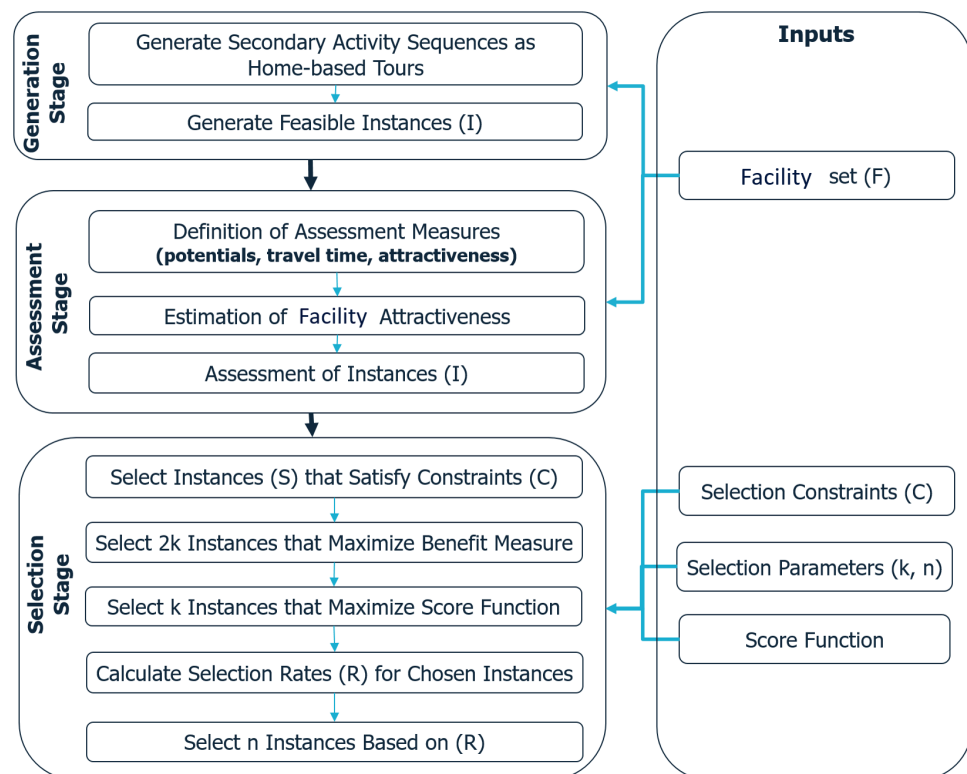 Generation
Stage
Generate Secondary Activity Sequences as
Home-based Tours
Generate Feasible Instances (I)
Assessment
Stage
Definition of Assessment Measures
(potentials, travel time, attractiveness)
Estimation of Facility Attractiveness
Assessment of Instances (I)
Selection
Stage
Select Instances (S) that Satisfy Constraints (C)
Select 2k Instances that Maximize Benefit Measure
Select k Instances that Maximize Score Function
Calculate Selection Rates (R) for Chosen Instances
Select n Instances Based on (R)
Inputs
Facility set (F)
Selection Constraints (C)
Selection Parameters (k, n)
Score Function